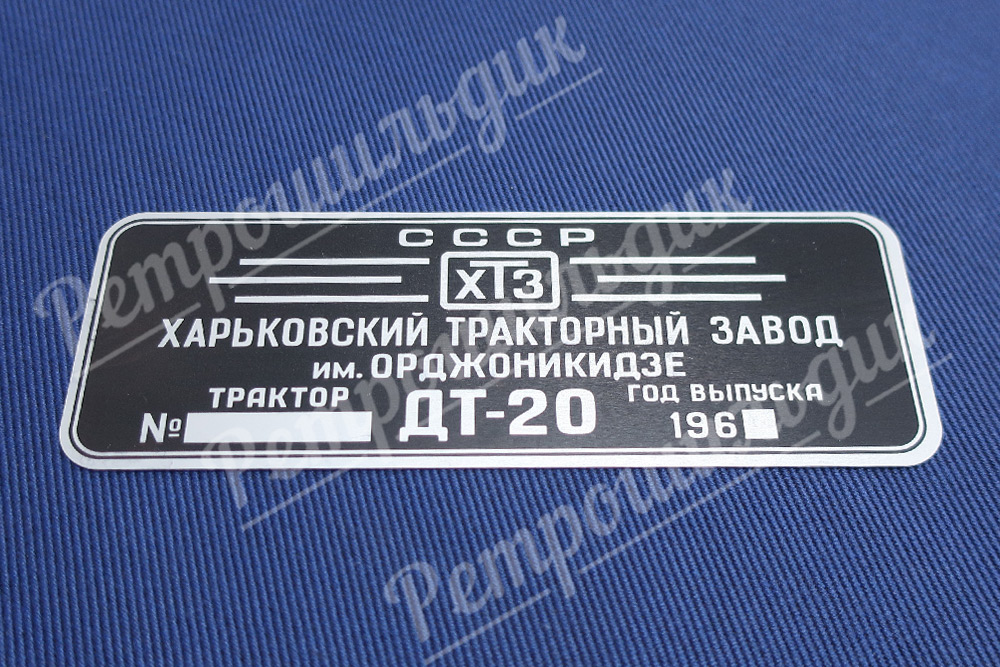 СССР
ХТЗ
ХАРЬКОВСКИЙ ТРАКТОРНЫЙ ЗАВОД
им. ОРДЖОНИКИДЗЕ
ТРАКТОР ДТ-20 ГОД ВЫПУСКА
№ 196
Ретрошильдик
Ретрошильдик
Ретрошильдик